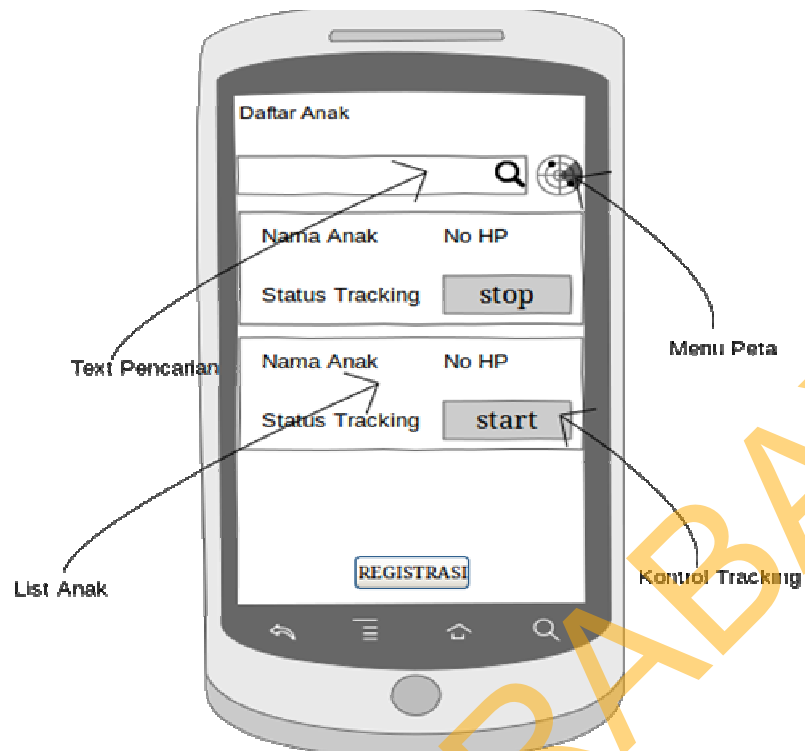 Daftar Anak
Nama Anak No HP
Status Tracking stop
Text Pencarian
Menu Peta
Nama Anak No HP
Status Tracking start
List Anak
REGISTRASI
Kontrol Tracking